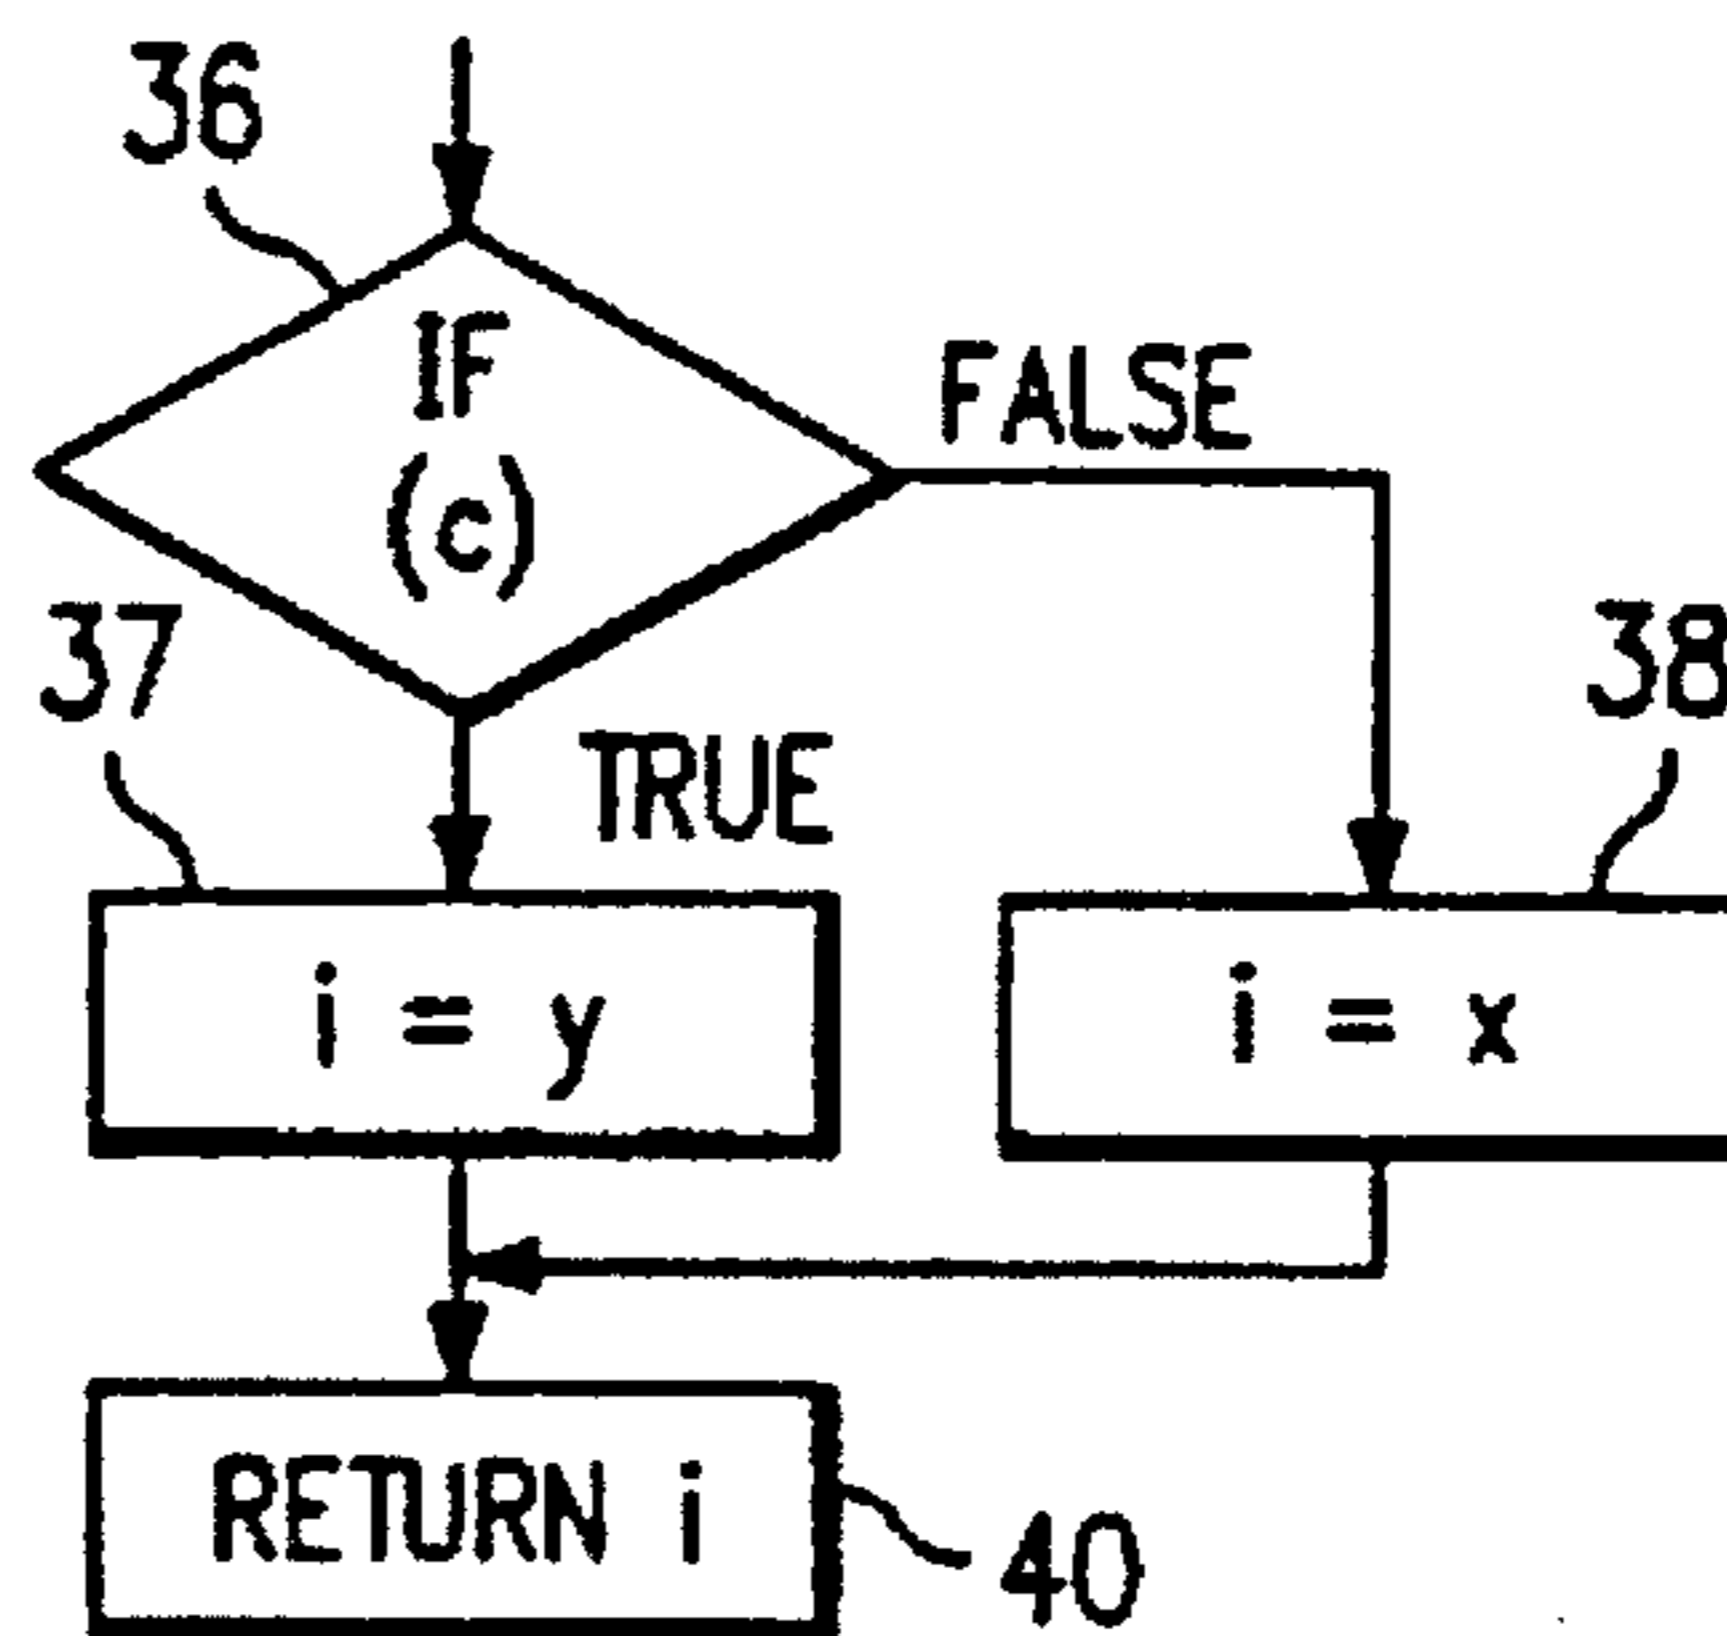 36
IF
(c)
FALSE
37
38
TRUE
i = y
i = x
RETURN i
40